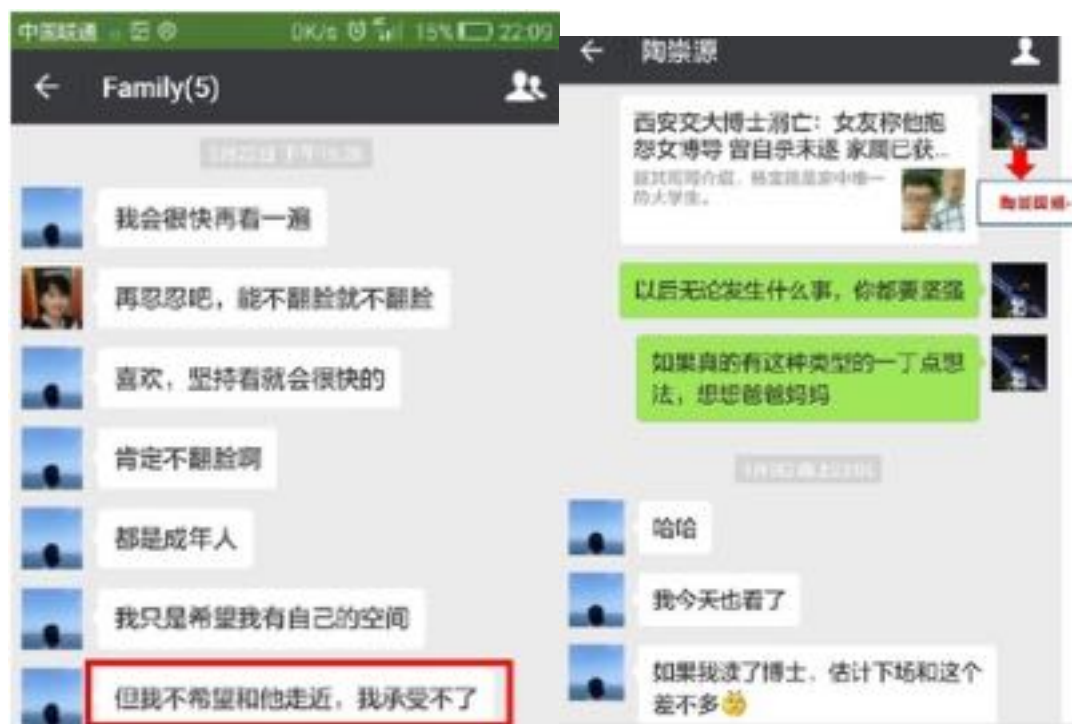 中国联通
0K/s
15%
22:09
Family(5)
我会很快再看一遍
再忍忍吧，能不翻脸就不翻脸
喜欢，坚持看就会很快的
肯定不翻脸啊
都是成年人
我只是希望我有自己的空间
但我不希望和他走近，我承受不了
陶崇源
西安交大博士溺亡：女友称他抱
怨女博导 曾自杀未遂 家属已获...
的大学生。
以后无论发生什么事，你都要坚强
如果真的有这种类型的一丁点想
法，想想爸爸妈妈
哈哈
我今天也看了
如果我读了博士，估计下场和这个
差不多